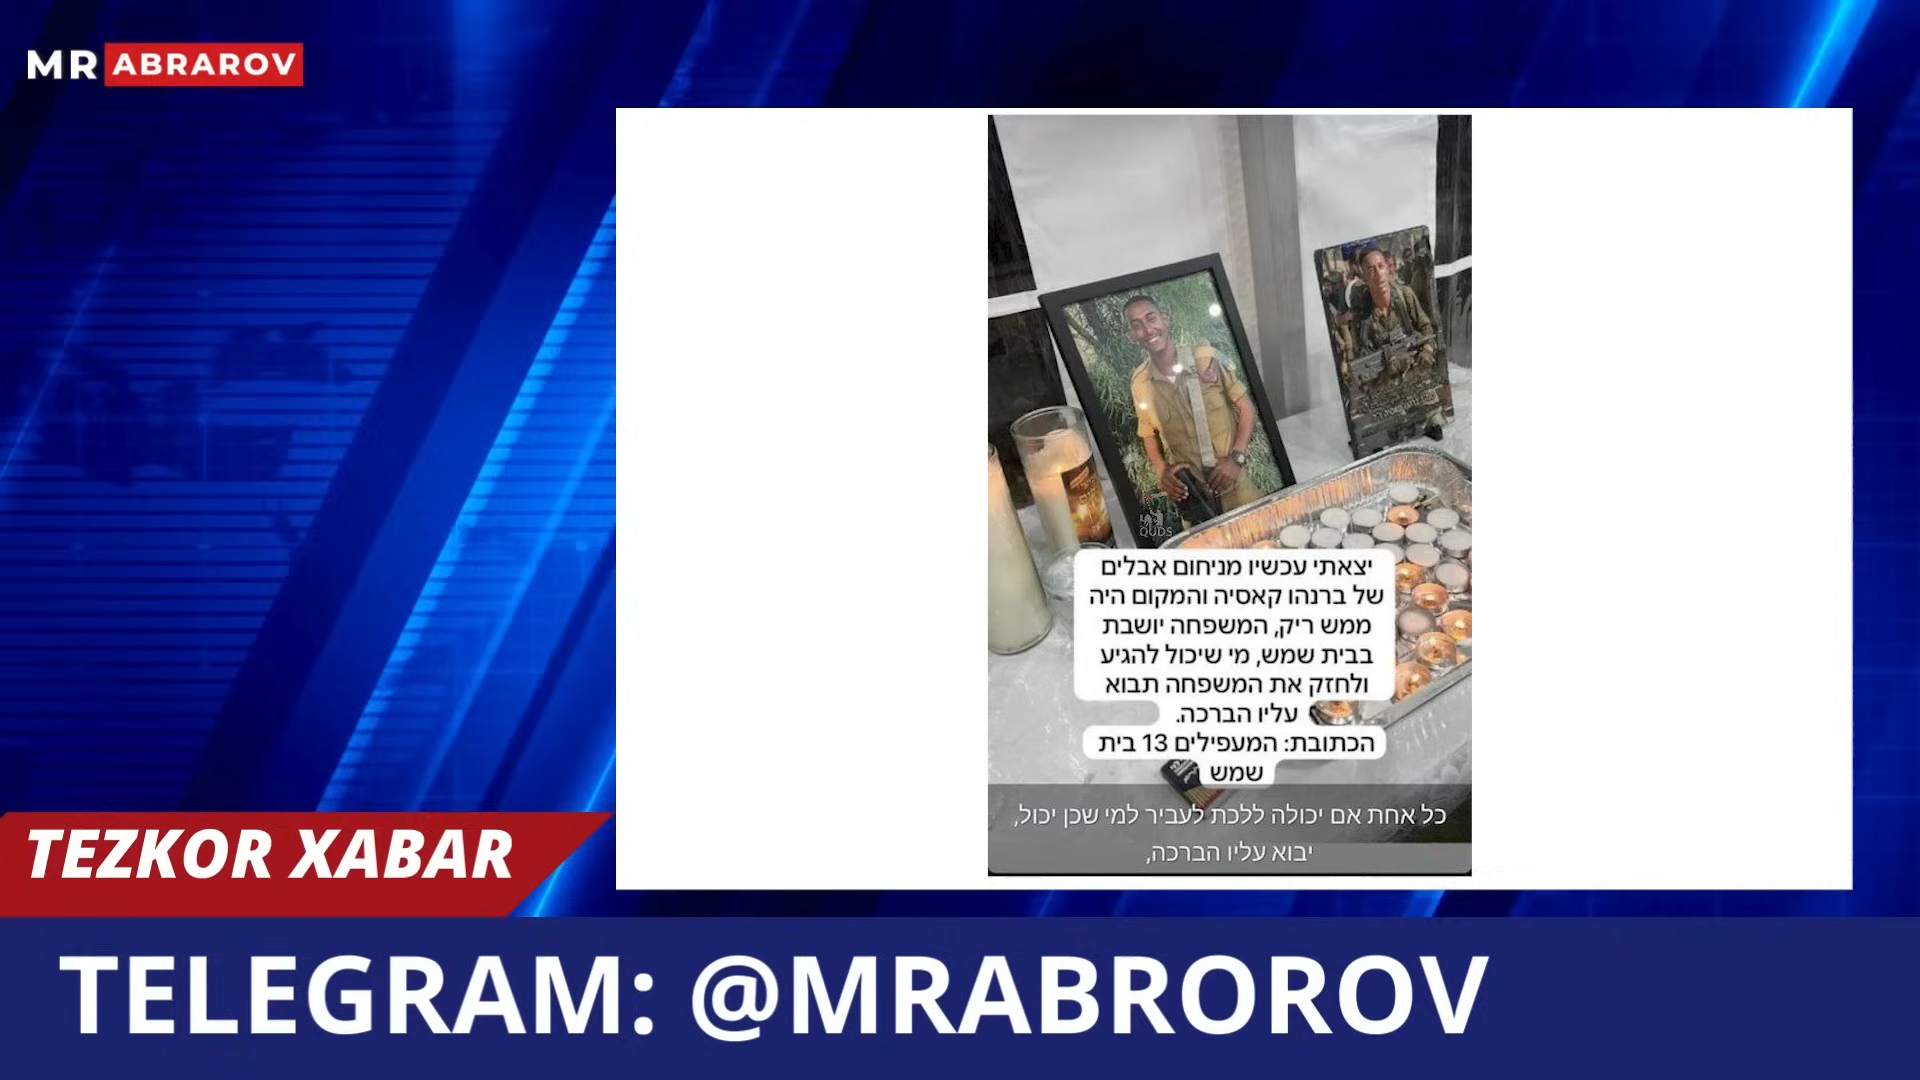 MR ABRAROV
QUDS
יצאתי עכשיו מניחום אבלים
של ברנהו קאסיה והמקום היה
ממש ריק, המשפחה יושבת
בבית שמש, מי שיכול להגיע
ולחזק את המשפחה תבוא
עליו הברכה.
הכתובת: המעפילים 13 בית
שמש
כל אחת אם יכולה ללכת לעביר למי שכן יכול,
יבוא עליו הברכה,
TEZKOR XABAR
TELEGRAM: @MRABROROV